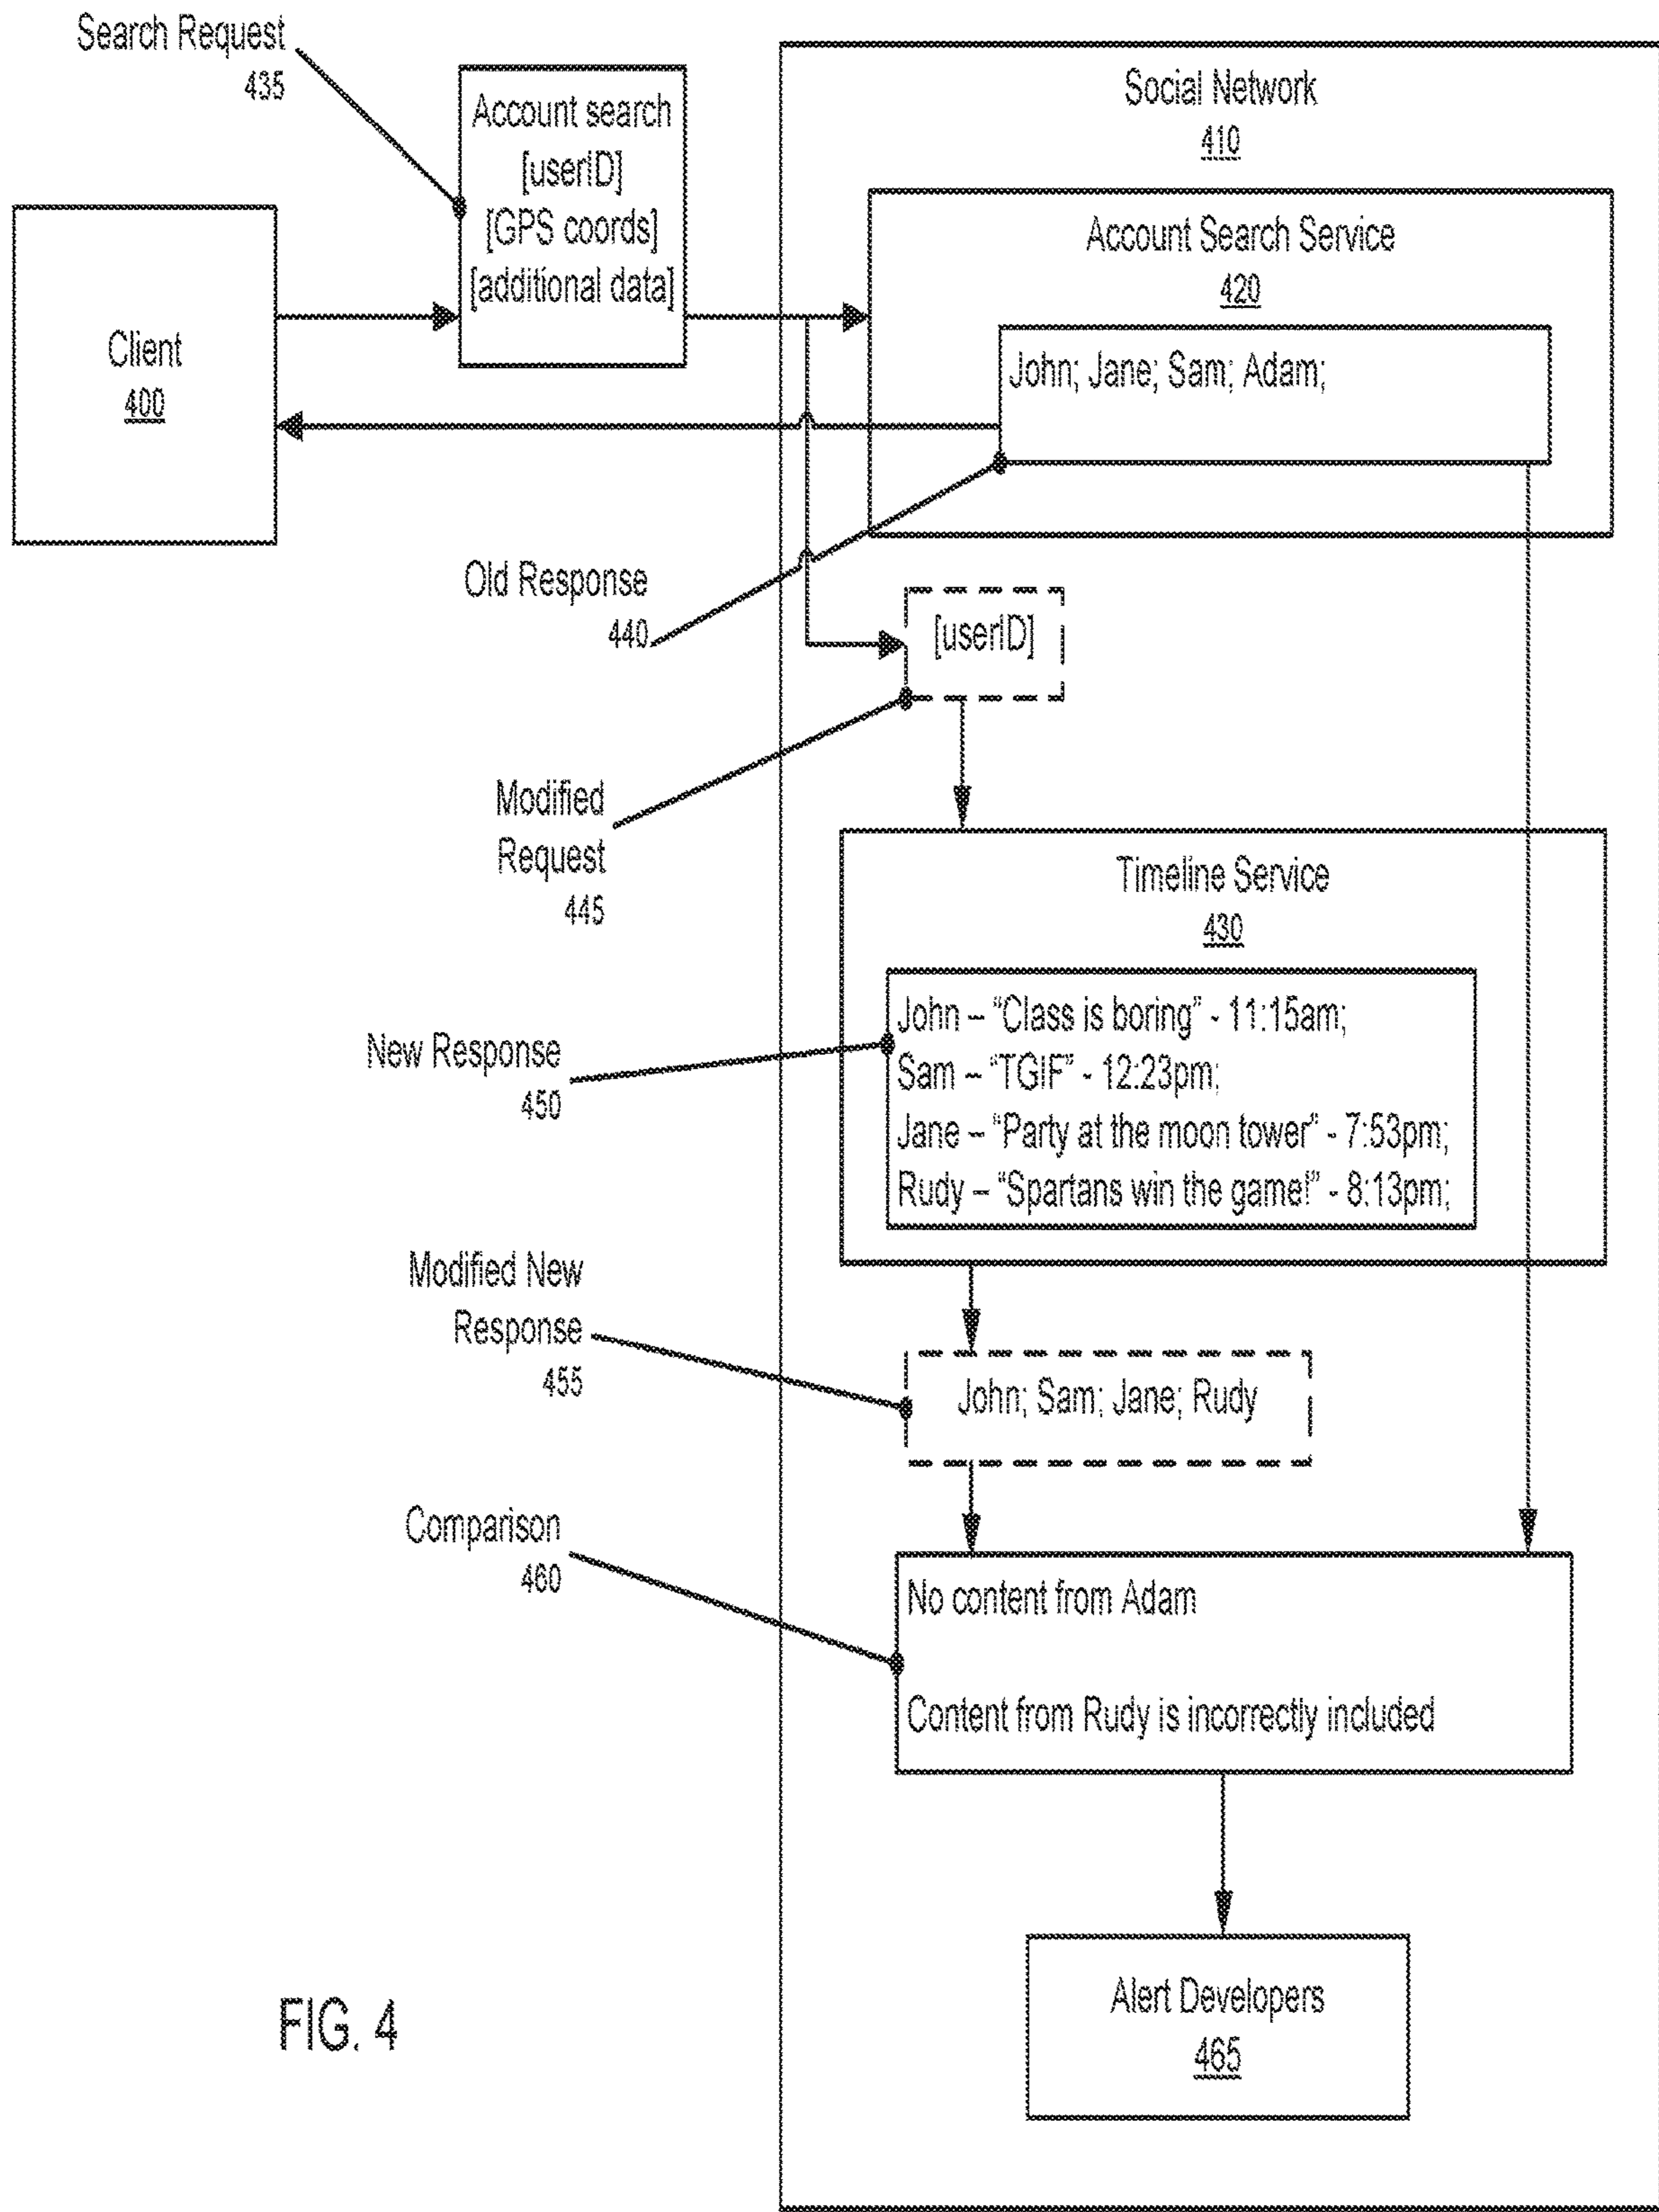 Search Request
435
Account search
[userID]
[GPS coords]
[additional data]
Social Network
410
Account Search Service
420
John; Jane; Sam; Adam;
Client
400
Old Response
440
[userID]
Modified
Request
445
Timeline Service
430
John – “Class is boring” - 11:15am;
Sam – “TGIF” - 12:23pm;
Jane – “Party at the moon tower” - 7:53pm;
Rudy – “Spartans win the game!” - 8:13pm;
New Response
450
Modified New
Response
455
John; Sam; Jane; Rudy
Comparison
460
No content from Adam
Content from Rudy is incorrectly included
Alert Developers
465
FIG. 4